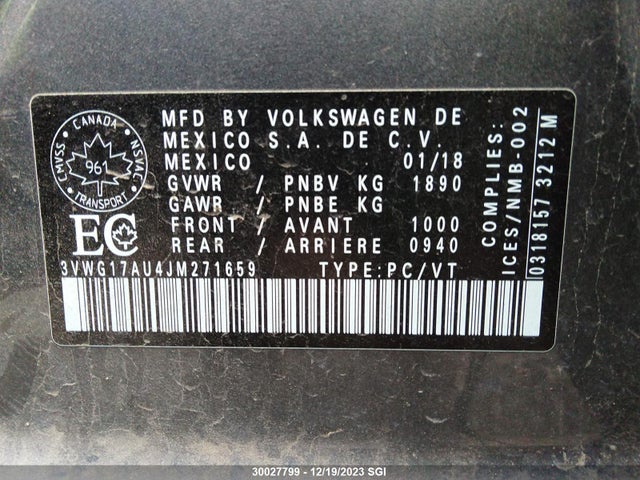 MFD BY VOLKSWAGEN DE
MEXICO S.A. DE C.V.
MEXICO 01/18
GVWR / PNBV KG 1890
GAWR / PNBE KG
FRONT / AVANT 1000
REAR / ARRIERE 0940
3VWG17AU4JM271659 TYPE:PC/VT
CANADA
CMVSS
NSVAC
961
TRANSPORT
EC
COMPLIES:
ICES/NMB-002
0318157 3212 M
30027799 — 12/19/2023 SGI